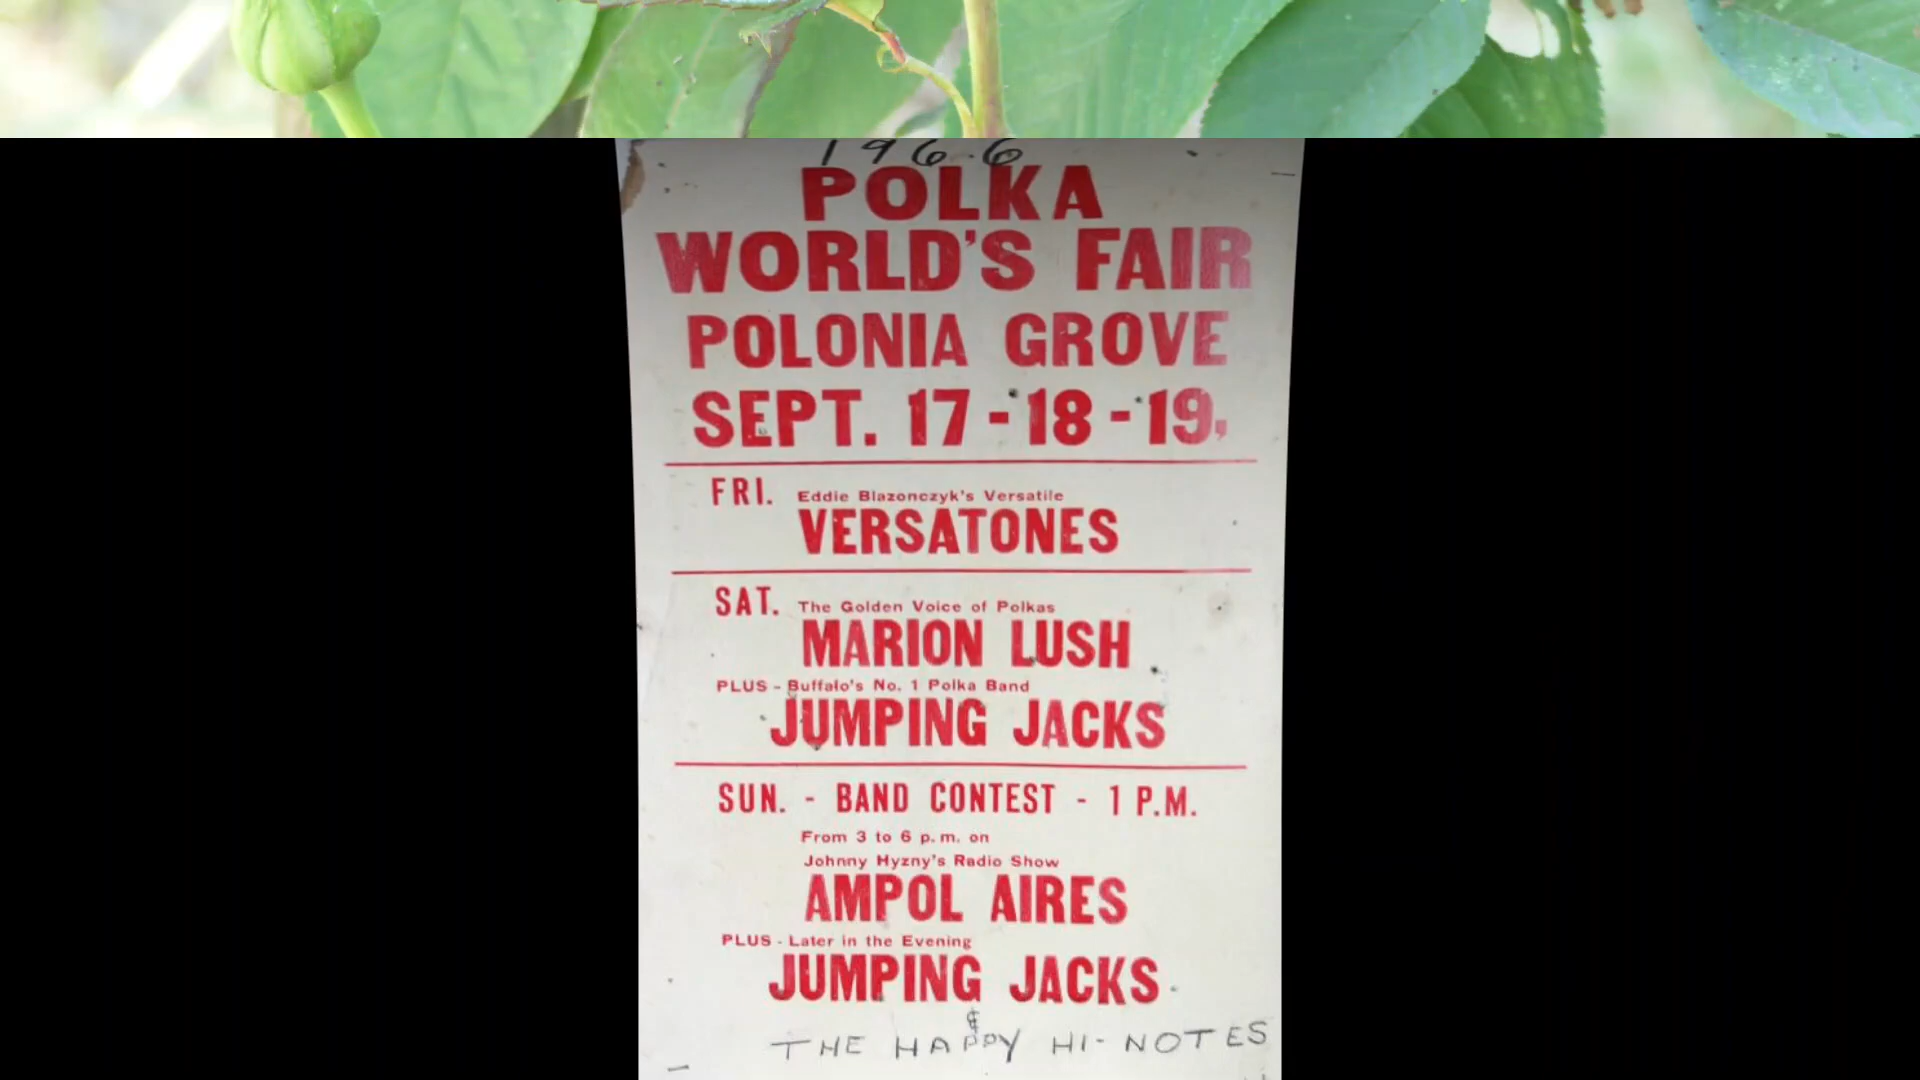 1966
POLKA
WORLD'S FAIR
POLONIA GROVE
SEPT. 17-18-19,
FRI. Eddie Blazonczyk's Versatile
VERSATONES
SAT. The Golden Voice of Polkas
MARION LUSH
PLUS - Buffalo's No. 1 Polka Band
JUMPING JACKS
SUN. - BAND CONTEST - 1 P.M.
From 3 to 6 p.m. on
Johnny Hyzny's Radio Show
AMPOL AIRES
PLUS - Later in the Evening
JUMPING JACKS
&
THE HAPPY HI-NOTES